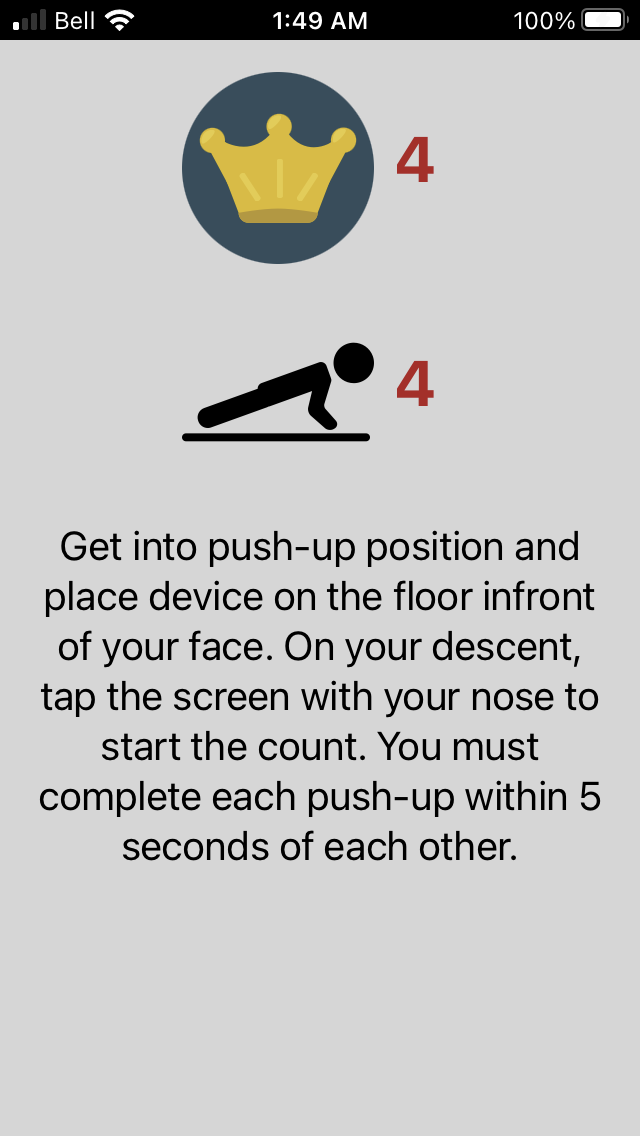 Bell 1:49 AM 100%
4
4
Get into push-up position and
place device on the floor infront
of your face. On your descent,
tap the screen with your nose to
start the count. You must
complete each push-up within 5
seconds of each other.